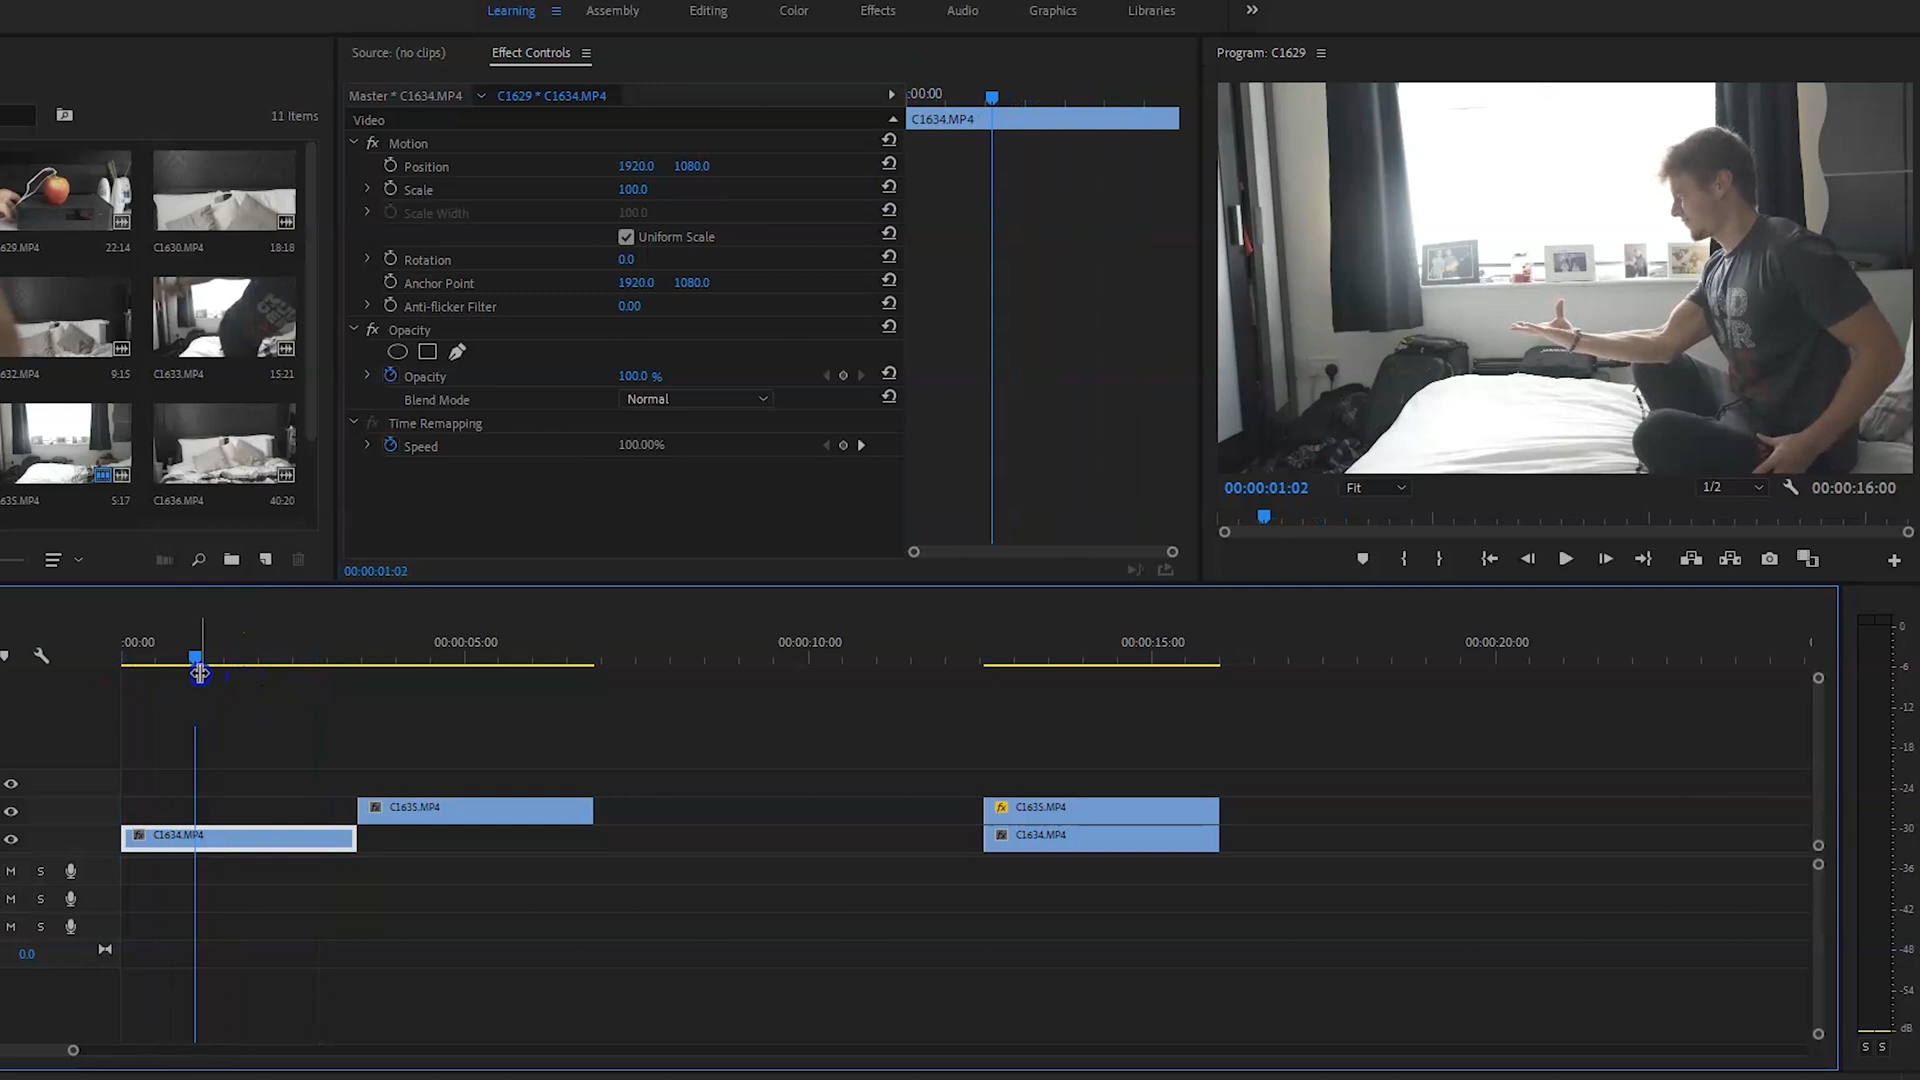 Learning Assembly Editing Color Effects Audio Graphics Libraries
Source: (no clips) Effect Controls
Program: C1629
11 Items
629.MP4 22:14
C1630.MP4 18:18
632.MP4 9:15
C1633.MP4 15:21
635.MP4 5:17
C1636.MP4 40:20
Master * C1634.MP4 C1629 * C1634.MP4
Video
Motion
Position 1920.0 1080.0
Scale 100.0
Scale Width 100.0
Uniform Scale
Rotation 0.0
Anchor Point 1920.0 1080.0
Anti-flicker Filter 0.00
Opacity
Opacity 100.0 %
Blend Mode Normal
Time Remapping
Speed 100.00%
00:00:01:02
:00:00
C1634.MP4
00:00:01:02 Fit 1/2 00:00:16:00
:00:00 00:00:05:00 00:00:10:00 00:00:15:00 00:00:20:00
fx C1635.MP4 fx C1635.MP4
fx C1634.MP4 fx C1634.MP4
M S
M S
M S
0.0
0
-6
-12
-18
-24
-30
-36
-42
-48
-54
dB
S S